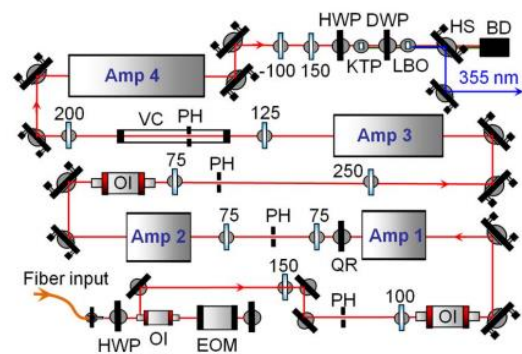 HWP DWP HS BD
Amp 4
-100 150 KTP LBO
355 nm
200 VC PH 125
Amp 3
OI 75 PH 250
Amp 2 75 PH 75 Amp 1
QR
Fiber input
150
PH 100 OI
HWP OI EOM